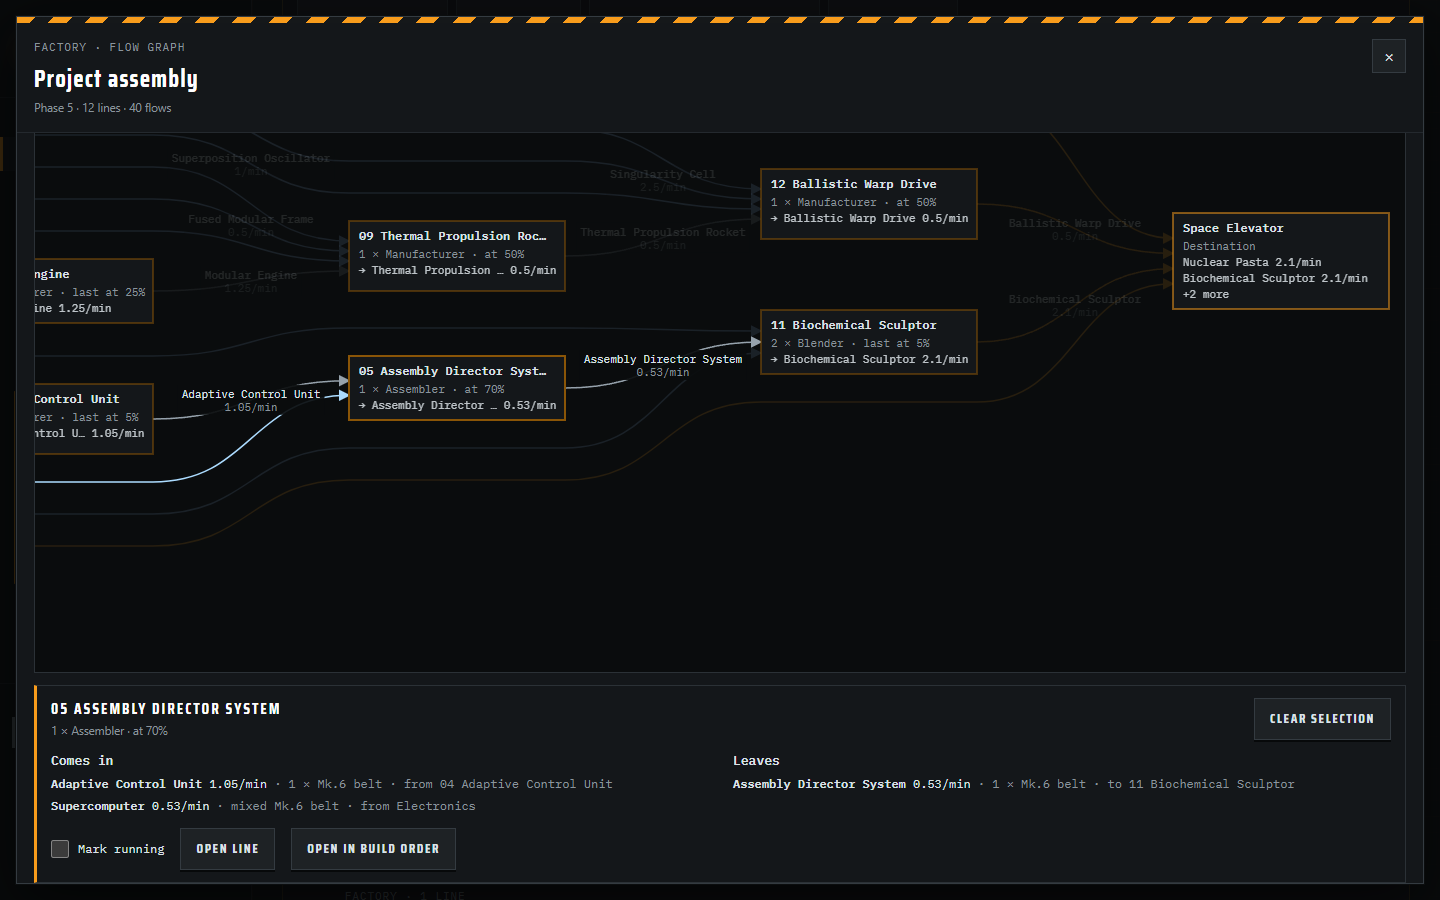 FACTORY · FLOW GRAPH
Project assembly
Phase 5 · 12 lines · 40 flows
×
Superposition Oscillator
1/min
Singularity Cell
2.5/min
12 Ballistic Warp Drive
1 × Manufacturer · at 50%
→ Ballistic Warp Drive 0.5/min
Fused Modular Frame
0.5/min
09 Thermal Propulsion Roc…
1 × Manufacturer · at 50%
→ Thermal Propulsion … 0.5/min
Thermal Propulsion Rocket
0.5/min
Ballistic Warp Drive
0.5/min
Space Elevator
Destination
Nuclear Pasta 2.1/min
Biochemical Sculptor 2.1/min
+2 more
ngine
rer · last at 25%
ine 1.25/min
Modular Engine
1.25/min
Biochemical Sculptor
2.1/min
11 Biochemical Sculptor
2 × Blender · last at 5%
→ Biochemical Sculptor 2.1/min
05 Assembly Director Syst…
1 × Assembler · at 70%
→ Assembly Director … 0.53/min
Assembly Director System
0.53/min
Control Unit
rer · last at 5%
ntrol U… 1.05/min
Adaptive Control Unit
1.05/min
05 ASSEMBLY DIRECTOR SYSTEM
1 × Assembler · at 70%
CLEAR SELECTION
Comes in
Adaptive Control Unit 1.05/min · 1 × Mk.6 belt · from 04 Adaptive Control Unit
Supercomputer 0.53/min · mixed Mk.6 belt · from Electronics
Leaves
Assembly Director System 0.53/min · 1 × Mk.6 belt · to 11 Biochemical Sculptor
Mark running
OPEN LINE
OPEN IN BUILD ORDER
FACTORY · 1 LINE